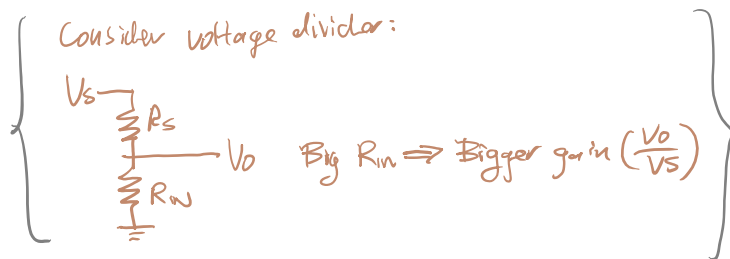 Consider voltage divider:
Vs
Rs
Vo Big Rin ⇒ Bigger gain (Vo/Vs)
RIN